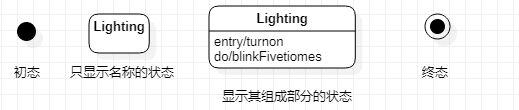 Lighting
Lighting
entry/turnon
do/blinkFivetiomes
初态
只显示名称的状态
显示其组成部分的状态
终态